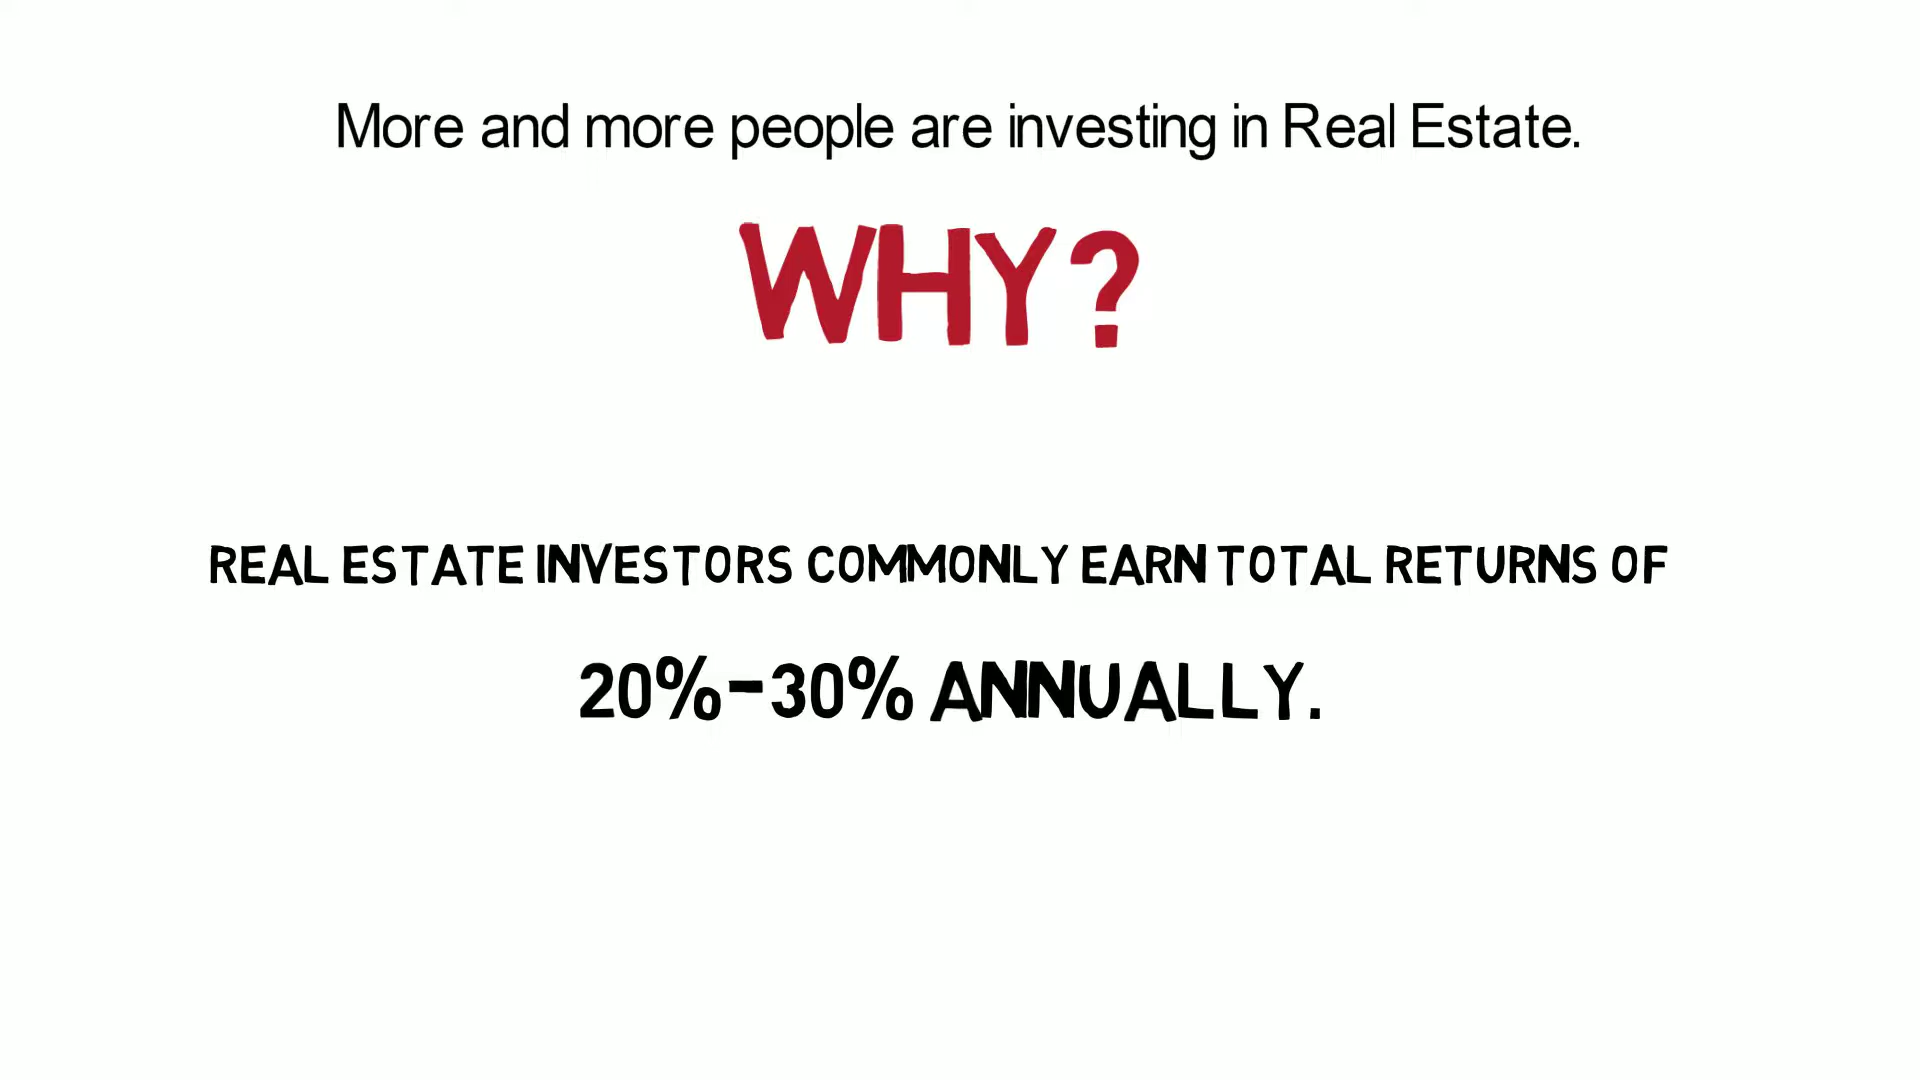 More and more people are investing in Real Estate.
WHY?
REAL ESTATE INVESTORS COMMONLY EARN TOTAL RETURNS OF
20%-30% ANNUALLY.